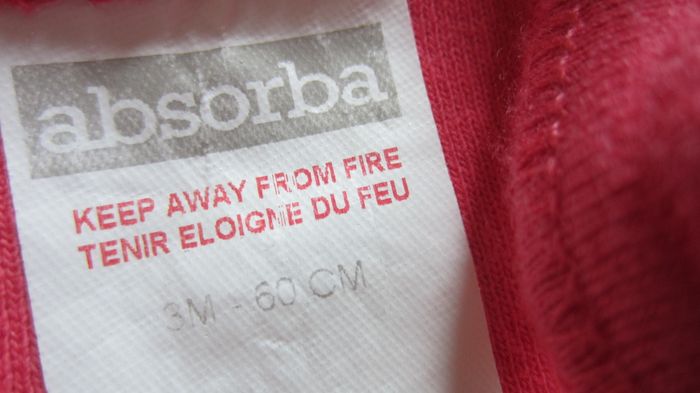 absorba
KEEP AWAY FROM FIRE
TENIR ELOIGNE DU FEU
3M - 60 CM